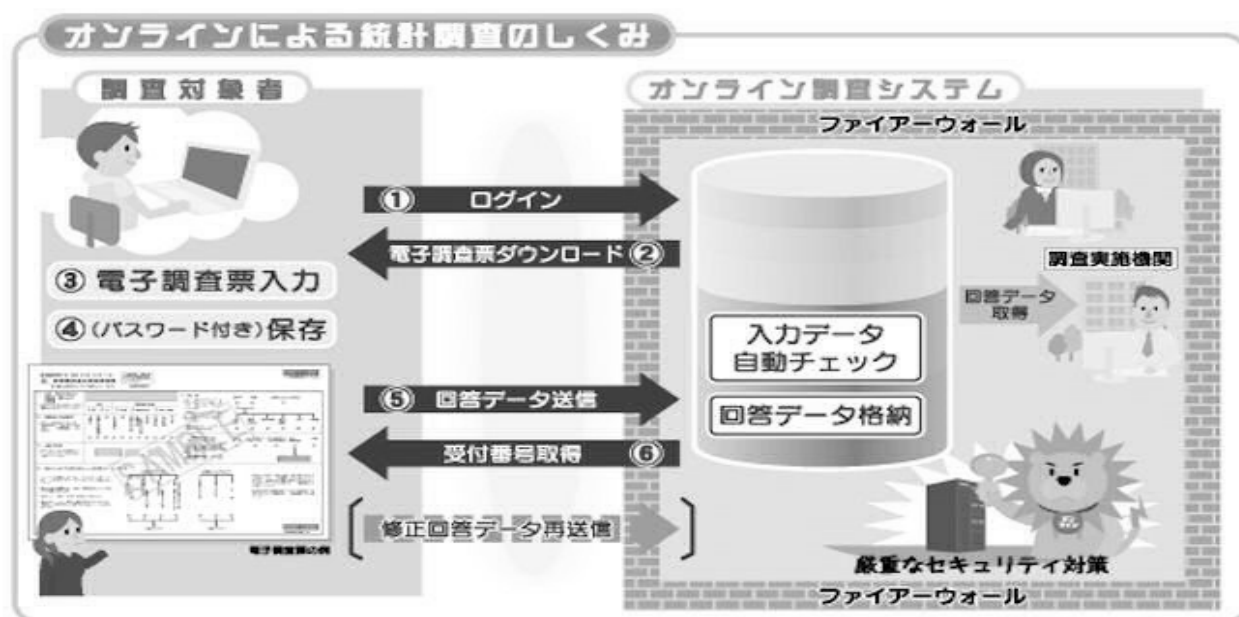 オンラインによる統計調査のしくみ
調査対象者
③ 電子調査票入力
④ (パスワード付き) 保存
SAMPLE
電子調査票の例
① ログイン
電子調査票ダウンロード ②
⑤ 回答データ送信
受付番号取得 ⑥
修正回答データ再送信
オンライン調査システム
ファイアーウォール
入力データ
自動チェック
回答データ格納
調査実施機関
回答データ
取得
厳重なセキュリティ対策
ファイアーウォール